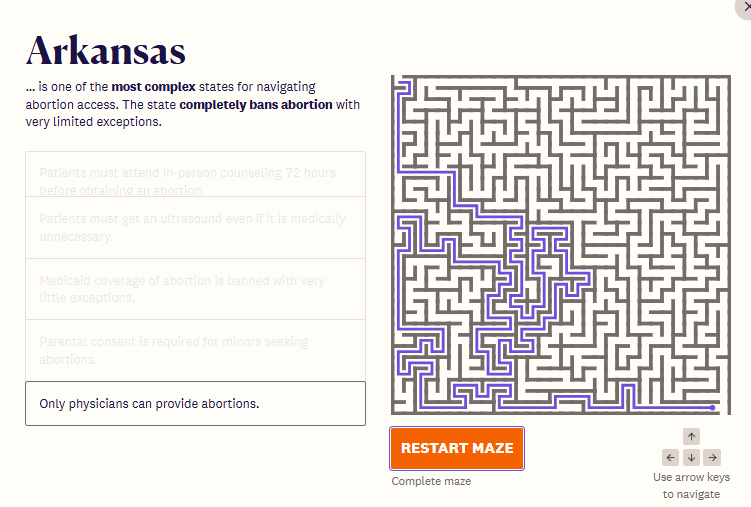 Arkansas
... is one of the most complex states for navigating
abortion access. The state completely bans abortion with
very limited exceptions.
Patients must attend in-person counseling 72 hours
before obtaining an abortion.
Patients must get an ultrasound even if it is medically
unnecessary.
Medicaid coverage of abortion is banned with very
little exceptions.
Parental consent is required for minors seeking
abortions.
Only physicians can provide abortions.
RESTART MAZE
Complete maze
Use arrow keys
to navigate